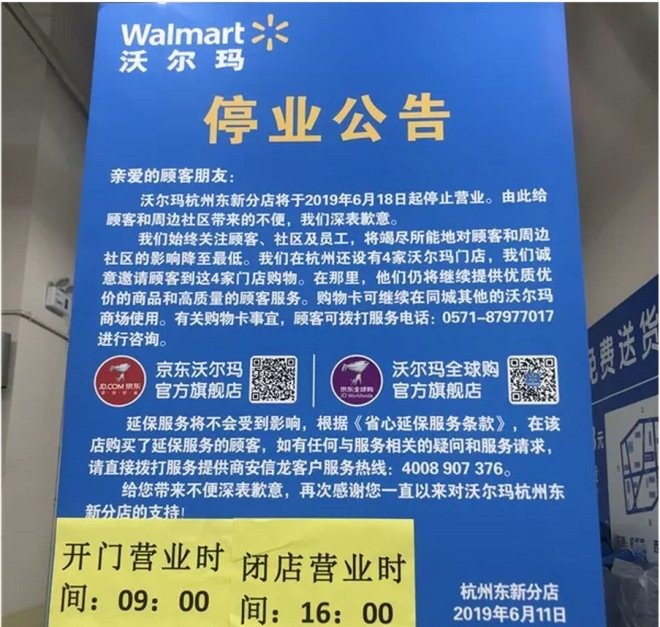 Walmart
沃尔玛
停业公告
亲爱的顾客朋友：
沃尔玛杭州东新分店将于2019年6月18日起停止营业。由此给
顾客和周边社区带来的不便，我们深表歉意。
我们始终关注顾客、社区及员工，将竭尽所能地对顾客和周边
社区的影响降至最低。我们在杭州还设有4家沃尔玛门店，我们诚
意邀请顾客到这4家门店购物。在那里，他们仍将继续提供优质优
价的商品和高质量的顾客服务。购物卡可继续在同城其他的沃尔玛
商场使用。有关购物卡事宜，顾客可拨打服务电话：0571-87977017
进行咨询。
JD.COM 京东
京东沃尔玛
官方旗舰店
京东全球购
JD Worldwide
沃尔玛全球购
官方旗舰店
延保服务将不会受到影响，根据《省心延保服务条款》，在该
店购买了延保服务的顾客，如有任何与服务相关的疑问和服务请求，
请直接拨打服务提供商安信龙客户服务热线：4008 907 376。
给您带来不便深表歉意，再次感谢您一直以来对沃尔玛杭州东
新分店的支持！
开门营业时
间：09：00
闭店营业时
间：16：00
杭州东新分店
2019年6月11日
免费送货